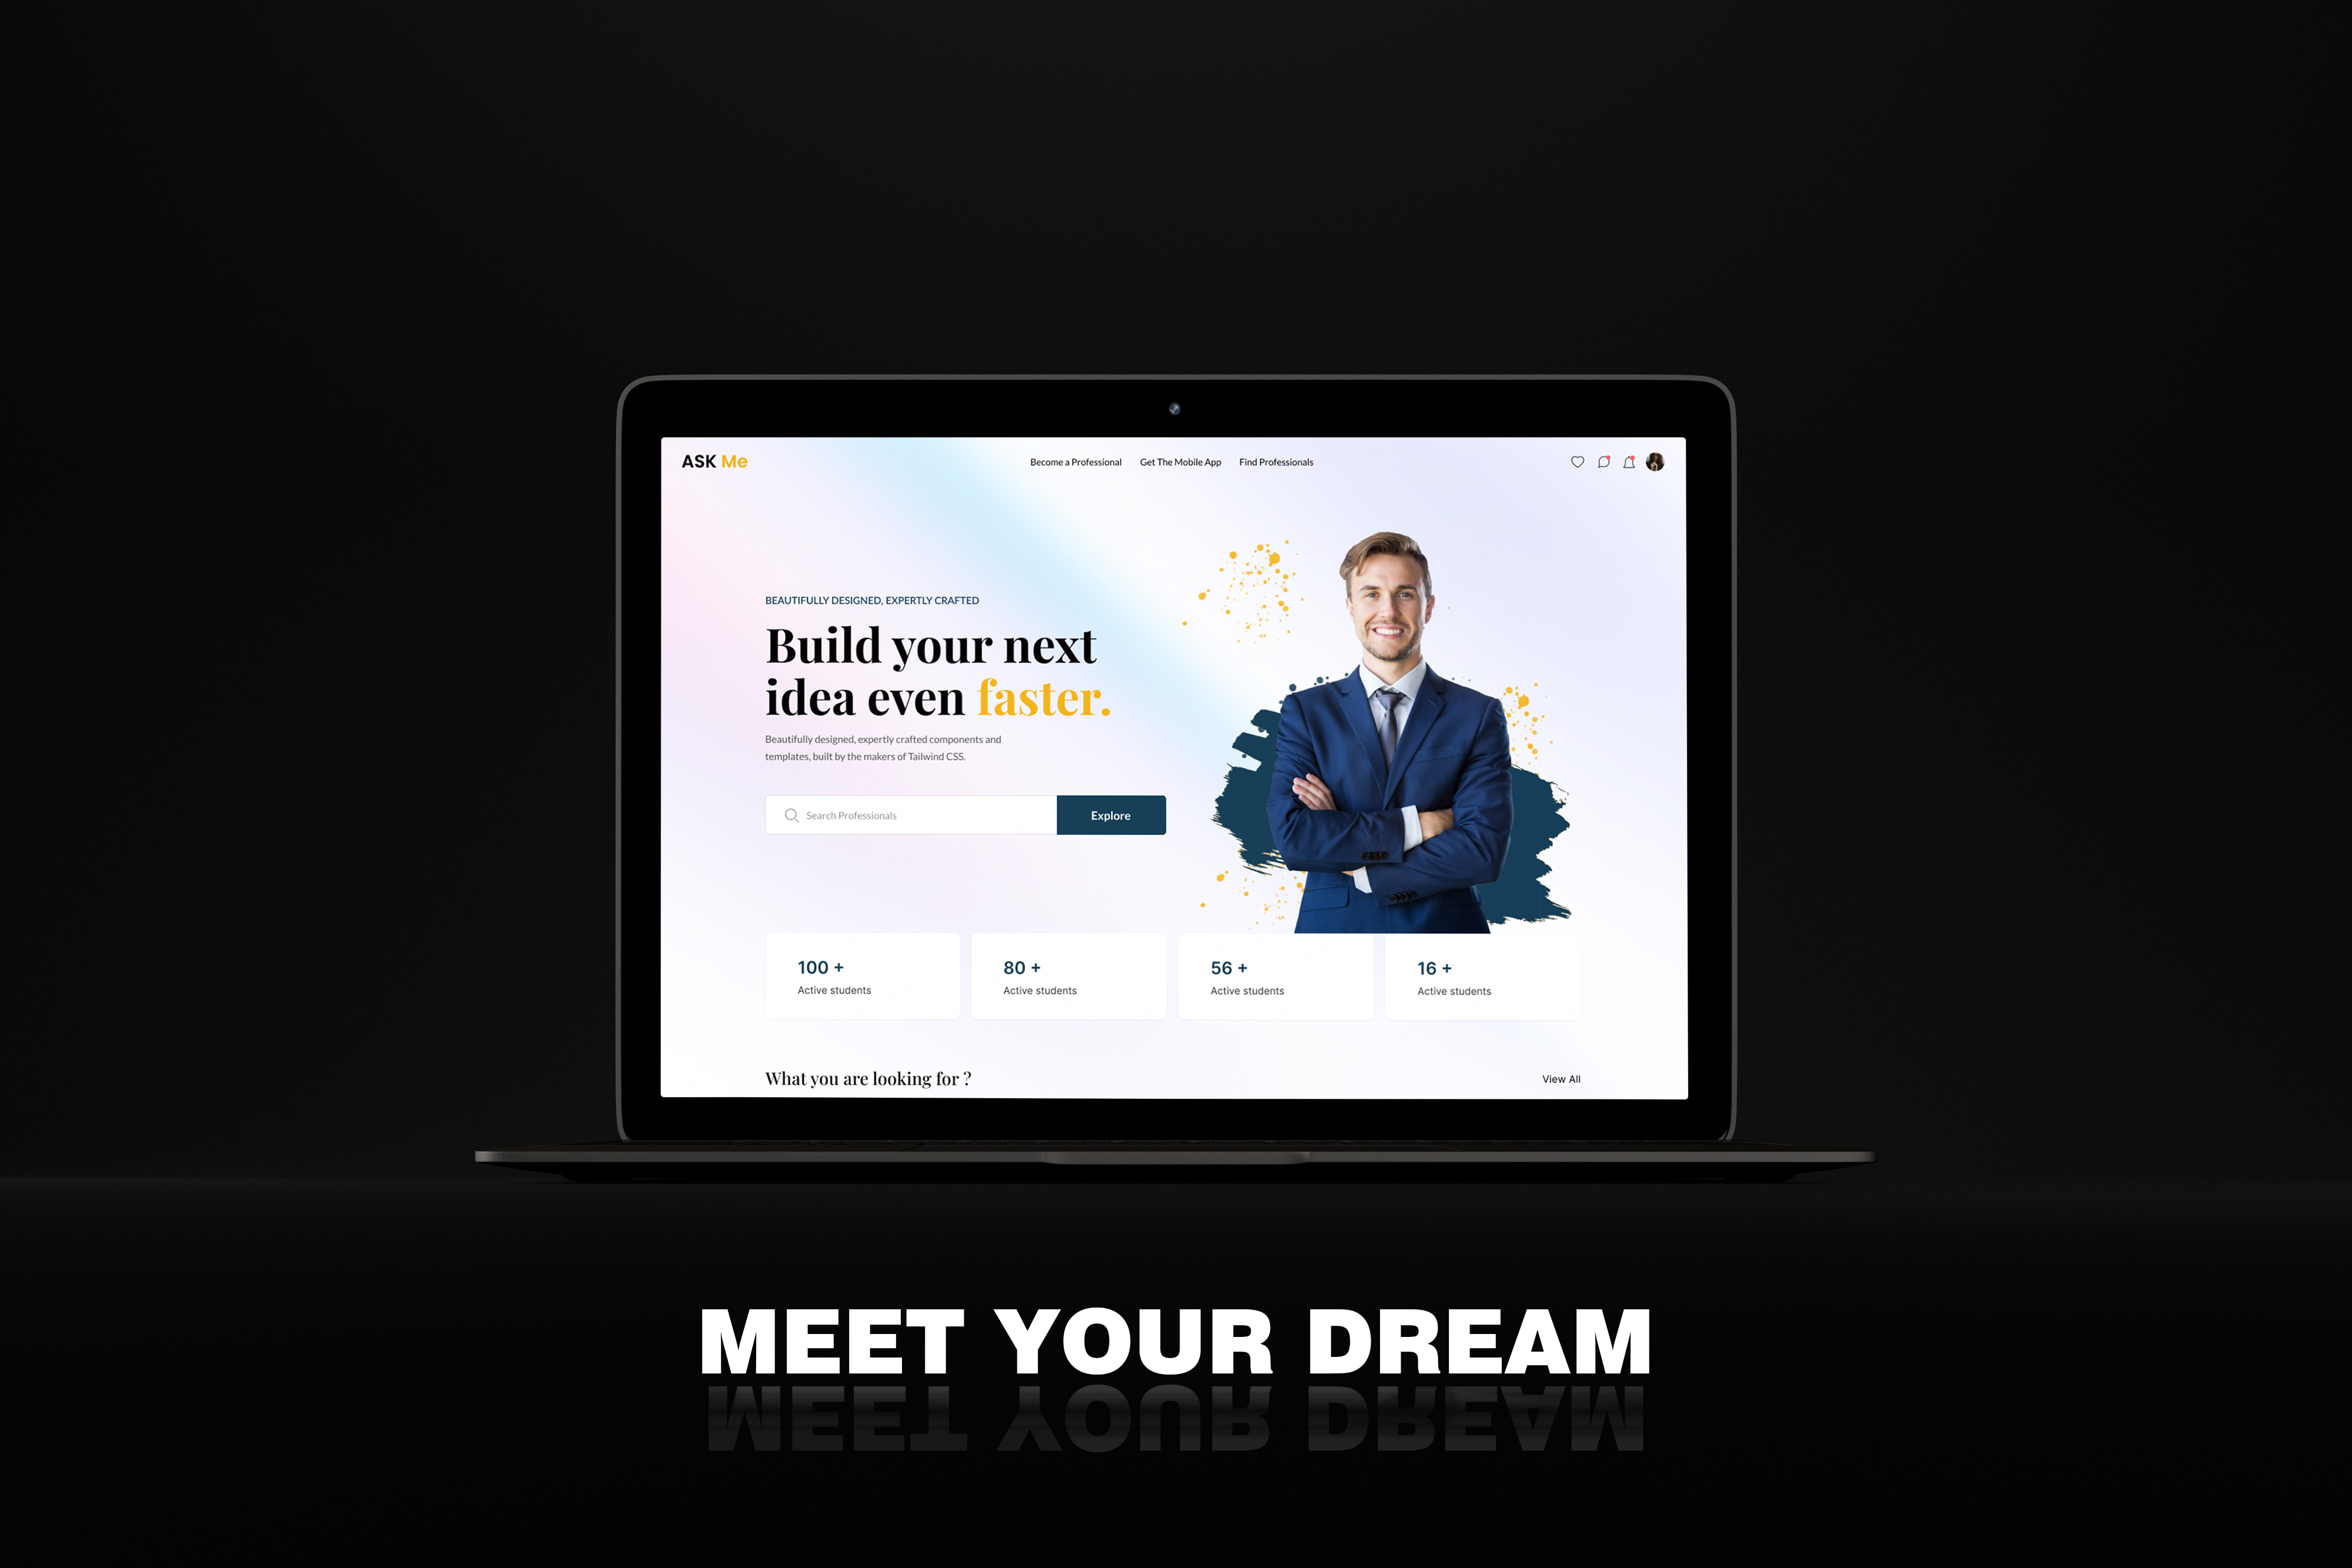 ASK Me
Become a Professional
Get The Mobile App
Find Professionals
BEAUTIFULLY DESIGNED, EXPERTLY CRAFTED
Build your next
idea even faster.
Beautifully designed, expertly crafted components and
templates, built by the makers of Tailwind CSS.
Search Professionals
Explore
100 +
Active students
80 +
Active students
56 +
Active students
16 +
Active students
What you are looking for ?
View All
MEET YOUR DREAM